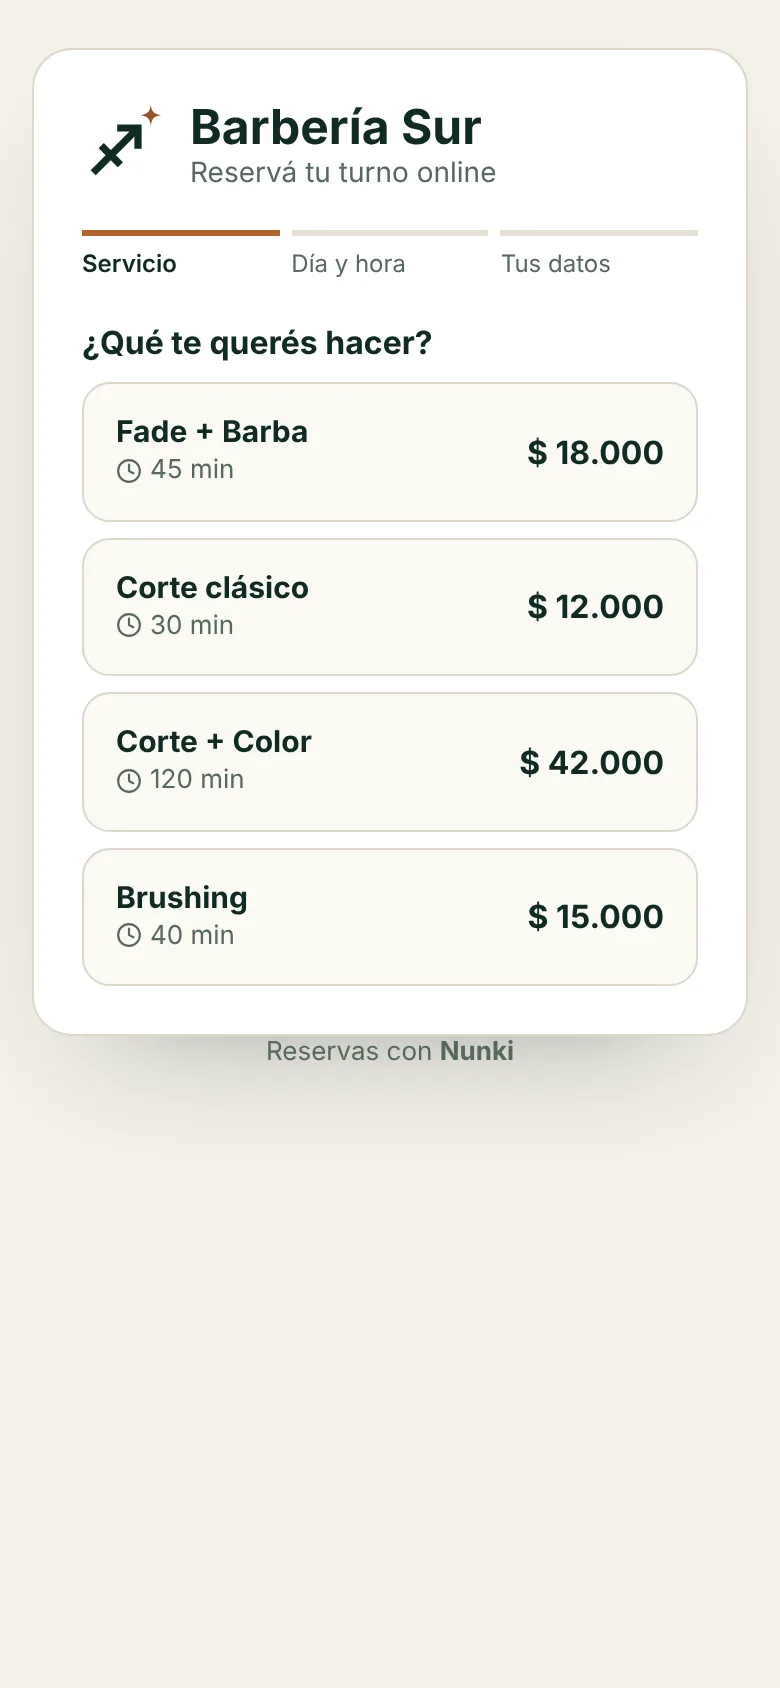 Barbería Sur
Reservá tu turno online
Servicio
Día y hora
Tus datos
¿Qué te querés hacer?
Fade + Barba
45 min
$ 18.000
Corte clásico
30 min
$ 12.000
Corte + Color
120 min
$ 42.000
Brushing
40 min
$ 15.000
Reservas con Nunki